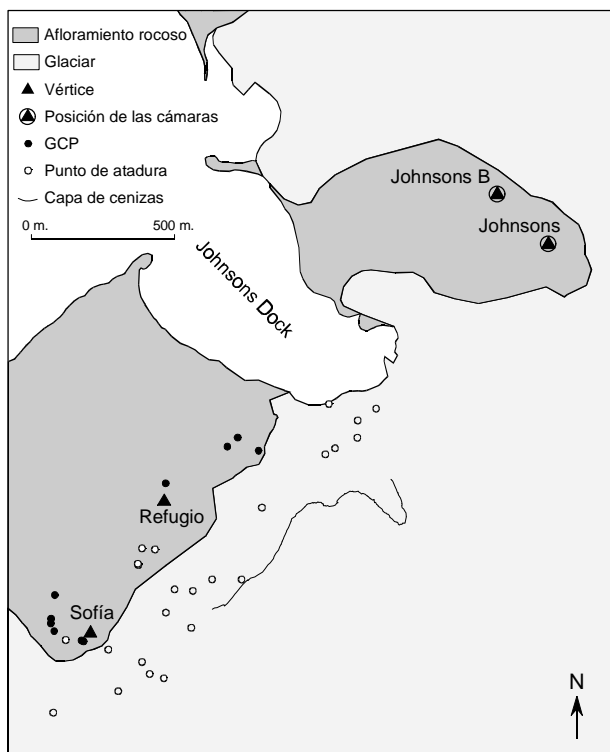 Afloramiento rocoso
Glaciar
Vértice
Posición de las cámaras
GCP
Punto de atadura
Capa de cenizas
0 m. 500 m.
Johnsons B
Johnsons
Johnsons Dock
Refugio
Sofía
N